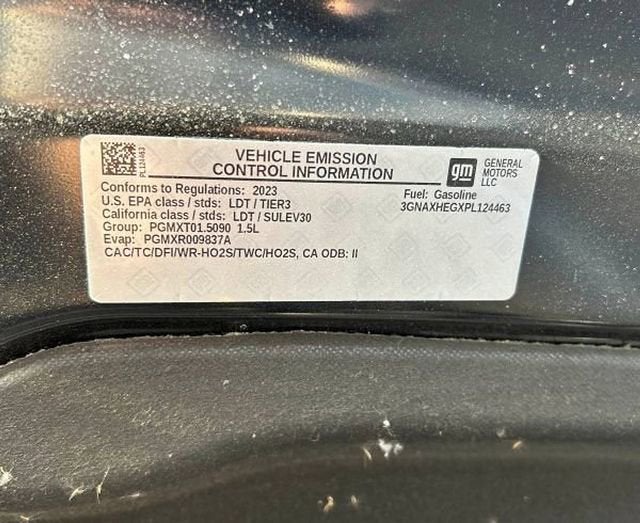 PL124463
VEHICLE EMISSION
CONTROL INFORMATION
gm
GENERAL
MOTORS
LLC
Conforms to Regulations: 2023
Fuel: Gasoline
U.S. EPA class / stds: LDT / TIER3
3GNAXHEGXPL124463
California class / stds: LDT / SULEV30
Group: PGMXT01.5090 1.5L
Evap: PGMXR009837A
CAC/TC/DFI/WR-HO2S/TWC/HO2S, CA ODB: II